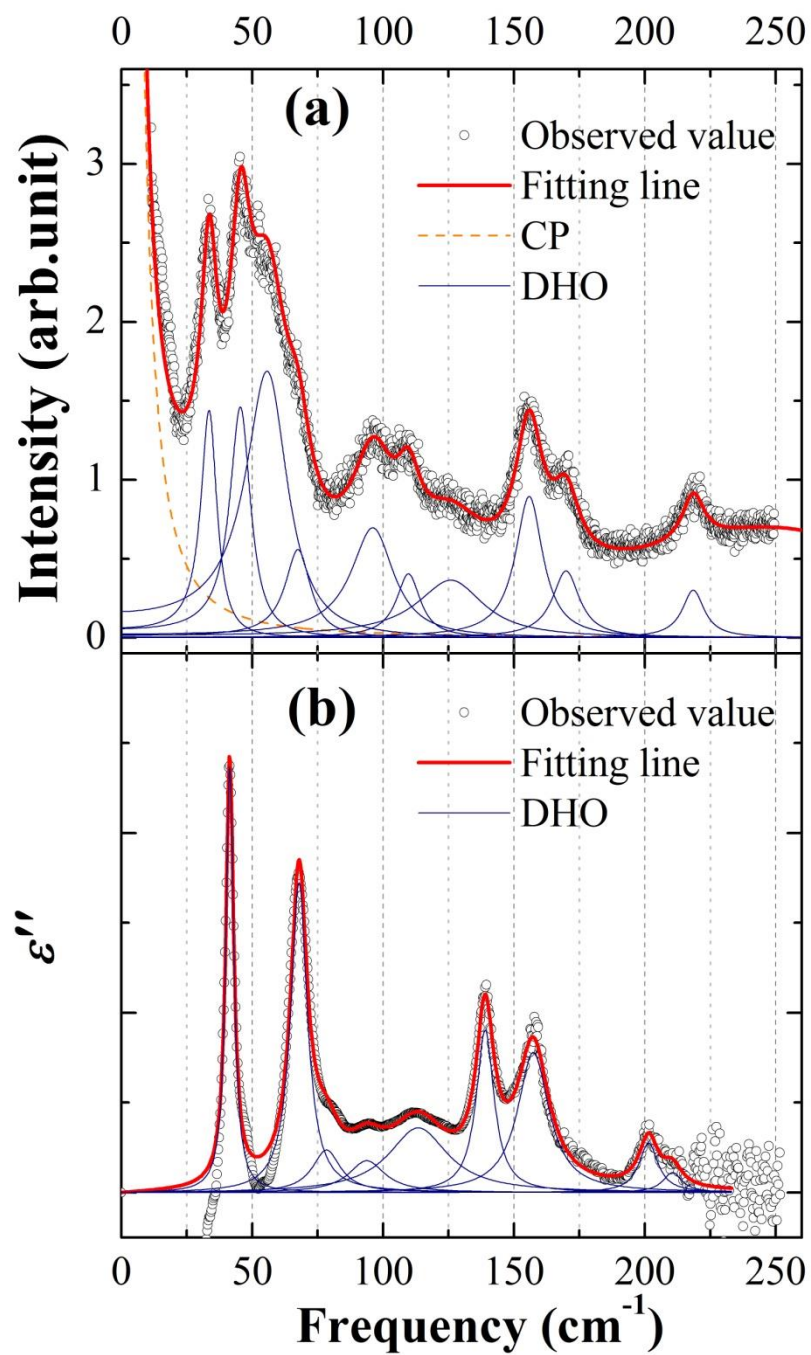 0 50 100 150 200 250
(a)
Observed value
Fitting line
CP
DHO
3
2
1
0
Intensity (arb.unit)
(b)
Observed value
Fitting line
DHO
ε''
0 50 100 150 200 250
Frequency (cm⁻¹)